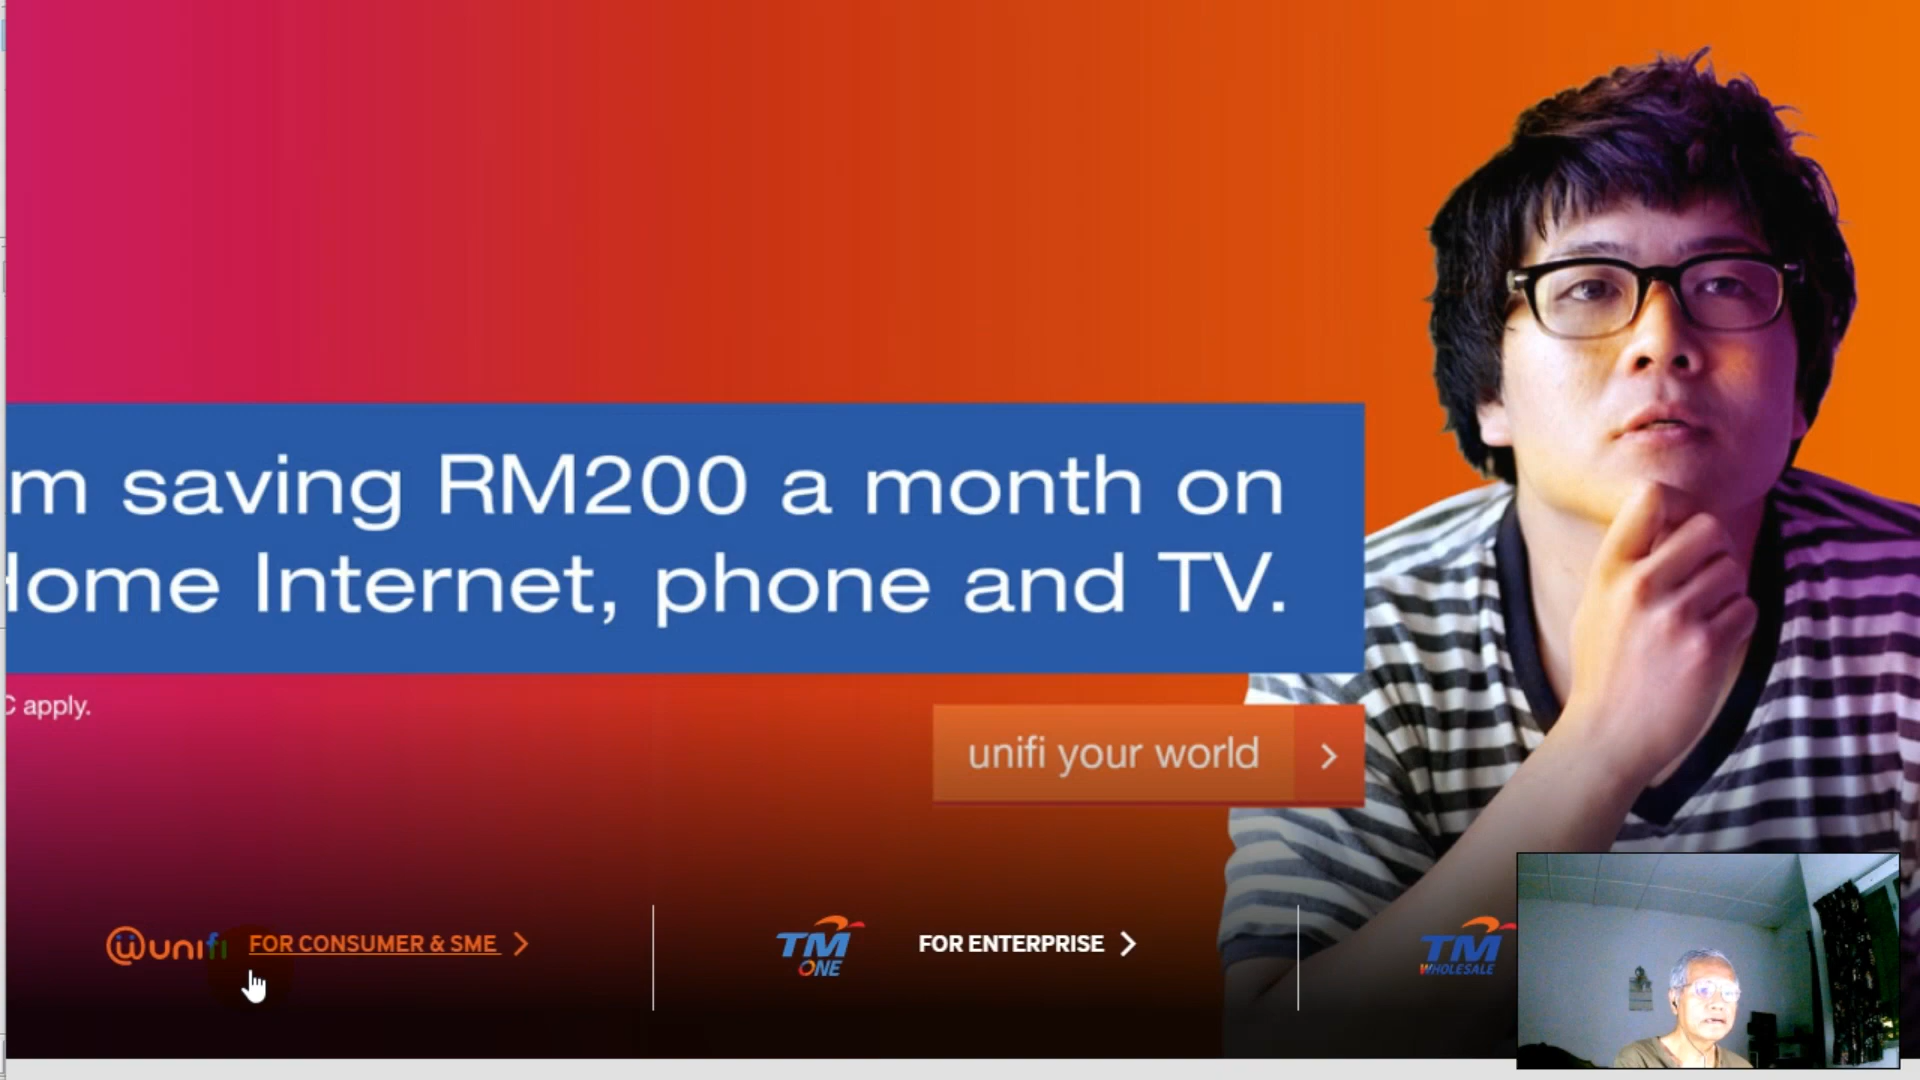 m saving RM200 a month on
Home Internet, phone and TV.
C apply.
unifi your world
unifi FOR CONSUMER & SME
TM ONE FOR ENTERPRISE
TM WHOLESALE